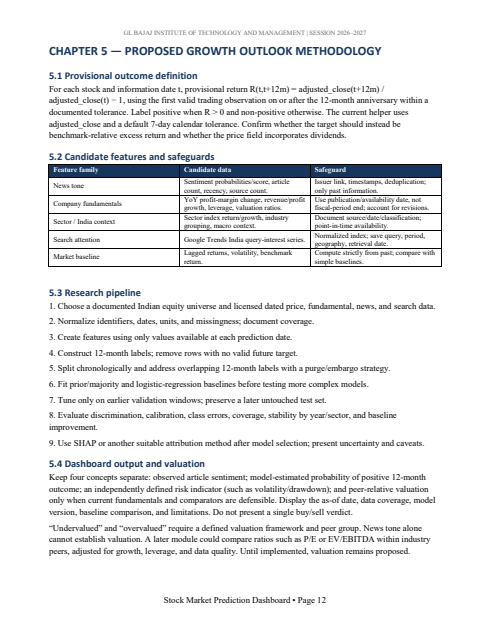 GL BAJAJ INSTITUTE OF TECHNOLOGY AND MANAGEMENT | SESSION 2026–2027
CHAPTER 5 — PROPOSED GROWTH OUTLOOK METHODOLOGY
5.1 Provisional outcome definition
For each stock and information date t, provisional return R(t,t+12m) = adjusted_close(t+12m) /
adjusted_close(t) − 1, using the first valid trading observation on or after the 12-month anniversary within a
documented tolerance. Label positive when R > 0 and non-positive otherwise. The current helper uses
adjusted_close and a default 7-day calendar tolerance. Confirm whether the target should instead be
benchmark-relative excess return and whether the price field incorporates dividends.
5.2 Candidate features and safeguards
Feature family Candidate data Safeguard
News tone Sentiment probabilities/score, article Issuer link, timestamps, deduplication;
count, recency, source count. only past information.
Company fundamentals YoY profit-margin change, revenue/profit Use publication/availability date, not
growth, leverage, valuation ratios. fiscal-period end; account for revisions.
Sector / India context Sector index return/growth, industry Document source/date/classification;
grouping, macro context. point-in-time availability.
Search attention Google Trends India query-interest series. Normalized index; save query, period,
geography, retrieval date.
Market baseline Lagged returns, volatility, benchmark Compute strictly from past; compare with
return. simple baselines.
5.3 Research pipeline
1. Choose a documented Indian equity universe and licensed dated price, fundamental, news, and search data.
2. Normalize identifiers, dates, units, and missingness; document coverage.
3. Create features using only values available at each prediction date.
4. Construct 12-month labels; remove rows with no valid future target.
5. Split chronologically and address overlapping 12-month labels with a purge/embargo strategy.
6. Fit prior/majority and logistic-regression baselines before testing more complex models.
7. Tune only on earlier validation windows; preserve a later untouched test set.
8. Evaluate discrimination, calibration, class errors, coverage, stability by year/sector, and baseline
improvement.
9. Use SHAP or another suitable attribution method after model selection; present uncertainty and caveats.
5.4 Dashboard output and valuation
Keep four concepts separate: observed article sentiment; model-estimated probability of positive 12-month
outcome; an independently defined risk indicator (such as volatility/drawdown); and peer-relative valuation
only when current fundamentals and comparators are defensible. Display the as-of date, data coverage, model
version, baseline comparison, and limitations. Do not present a single buy/sell verdict.
“Undervalued” and “overvalued” require a defined valuation framework and peer group. News tone alone
cannot establish valuation. A later module could compare ratios such as P/E or EV/EBITDA within industry
peers, adjusted for growth, leverage, and data quality. Until implemented, valuation remains proposed.
Stock Market Prediction Dashboard • Page 12